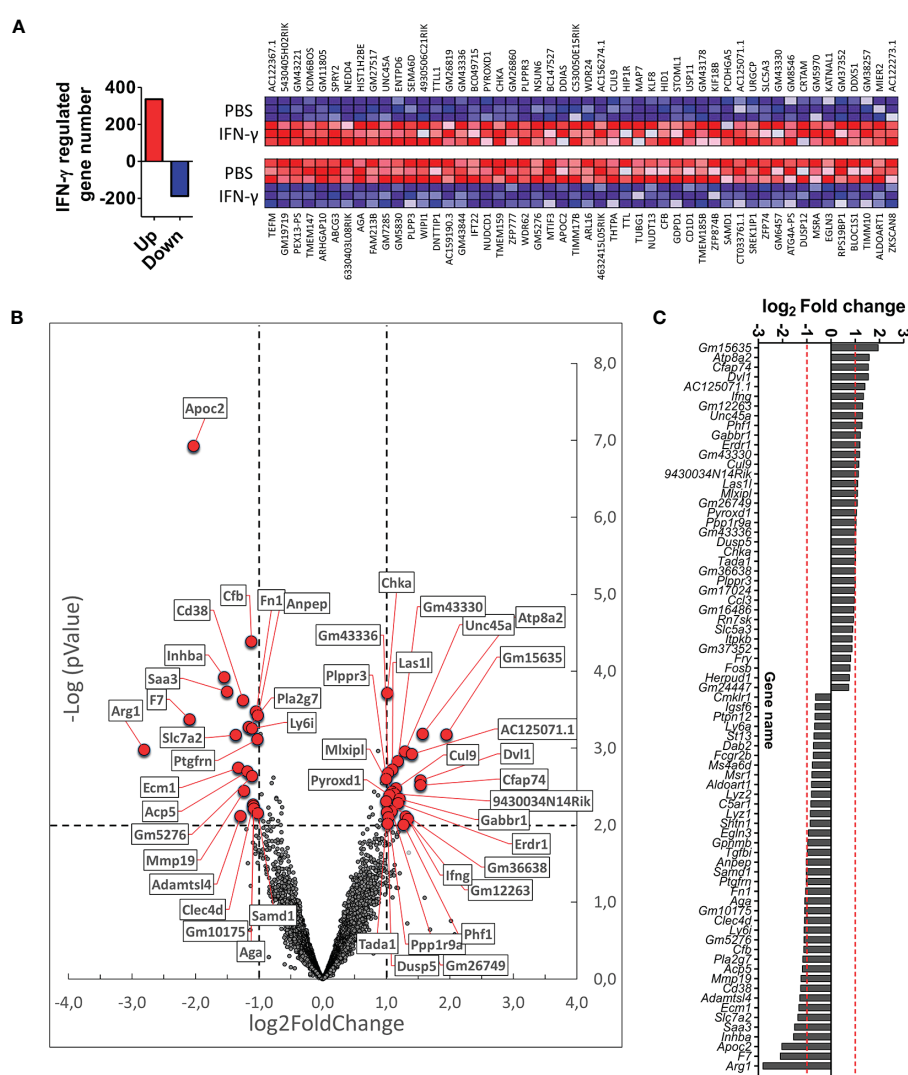 A
AC122367.1
5430405H02RIK
GM43221
KDM6BOS
GM11805
SPRY2
NEDD4
HIST1H2BE
GM27517
UNC45A
ENTPD6
4930506C21RIK
TTLL1
GM26819
GM43336
BC049715
PYROXD1
CHKA
GM26860
PLPPR3
NSUN6
BC147527
DDIAS
C530050E15RIK
WDR24
AC156274.1
CUL9
HIP1R
MAP7
KLF8
HID1
STOML1
USP11
GM43178
KIF18B
PCDHGA5
AC125071.1
URGCP
SLC5A3
GM43330
GM8546
CRTAM
GM5970
KATNAL1
GM37352
DDX51
GM38257
MIER2
AC122273.1
IFN-γ regulated
gene number
400
200
0
-200
Up
Down
PBS
IFN-γ
PBS
IFN-γ
TEFM
GM19719
PEX13-PS
TMEM147
ARHGAP10
ABCG3
6330403L08RIK
AGA
FAM213B
GM7285
GM5830
PLPP3
WIPI1
DNTTIP1
AC159190.3
GM43844
IFT22
NUDCD1
TMEM159
ZFP777
WDR62
GM5276
MTIF3
APOC2
TIMM17B
ARL16
4632415L05RIK
THTPA
TTL
TUBG1
NUDT13
CFB
GDPD1
CD1D1
TMEM185B
ZFP874B
SAMD1
CT033761.1
SREK1IP1
ZFP74
GM6457
ATG4A-PS
DUSP12
MSRA
EGLN3
RPS19BP1
BLOC1S1
TIMM10
ALDOART1
ZKSCAN8
B
-Log (pValue)
8,0
7,0
6,0
5,0
4,0
3,0
2,0
1,0
0,0
Apoc2
Cfb
Fn1
Anpep
Cd38
Inhba
Saa3
F7
Arg1
Slc7a2
Pla2g7
Ly6i
Ptgfrn
Ecm1
Acp5
Gm5276
Mmp19
Adamtsl4
Clec4d
Gm10175
Samd1
Aga
Chka
Gm43330
Gm43336
Unc45a
Atp8a2
Plppr3
Las1l
Gm15635
AC125071.1
Mlxipl
Cul9
Dvl1
Pyroxd1
Cfap74
9430034N14Rik
Gabbr1
Erdr1
Gm36638
Ifng
Gm12263
Tada1
Ppp1r9a
Phf1
Dusp5
Gm26749
-4,0
-3,0
-2,0
-1,0
0,0
1,0
2,0
3,0
4,0
log2FoldChange
C
log2 Fold change
-3
-2
-1
0
1
2
3
Gene name
Gm15635
Atp8a2
Cfap74
Dvl1
AC125071.1
Ifng
Gm12263
Unc45a
Phf1
Gabbr1
Erdr1
Gm43330
Cul9
9430034N14Rik
Las1l
Mlxipl
Gm26749
Pyroxd1
Ppp1r9a
Gm43336
Dusp5
Chka
Tada1
Gm36638
Plppr3
Gm17024
Ccl3
Gm16486
Rn7sk
Slc5a3
Itpkb
Gm37352
Fry
Fosb
Herpud1
Gm24447
Cmklr1
Igsf6
Ptpn12
Ly6a
St13
Dab2
Fcgr2b
Ms4a6d
Msr1
Aldoart1
Lyz2
C5ar1
Lyz1
Shtn1
Egln3
Gpnmb
Tgfbi
Anpep
Samd1
Ptgfrn
Fn1
Aga
Gm10175
Clec4d
Ly6i
Gm5276
Cfb
Pla2g7
Acp5
Mmp19
Cd38
Adamtsl4
Ecm1
Slc7a2
Saa3
Inhba
Apoc2
F7
Arg1